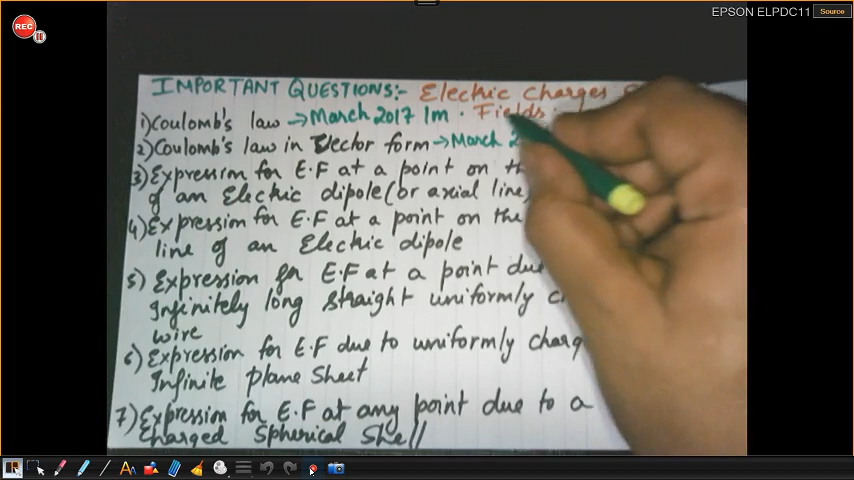 EPSON ELPDC11
Source
REC
IMPORTANT QUESTIONS:- Electric Charges
1) Coulomb's law → March 2017 1m . Fields
2) Coulomb's law in Vector form → March 2
3) Expression for E.F at a point on th
of an Electric dipole (or axial line)
4) Expression for E.F at a point on the
line of an Electric dipole
5) Expression for E.F at a point due
Infinitely long straight uniformly c
wire
6) Expression for E.F due to uniformly charg
Infinite plane Sheet
7) Expression for E.F at any point due to a
Charged Spherical Shell